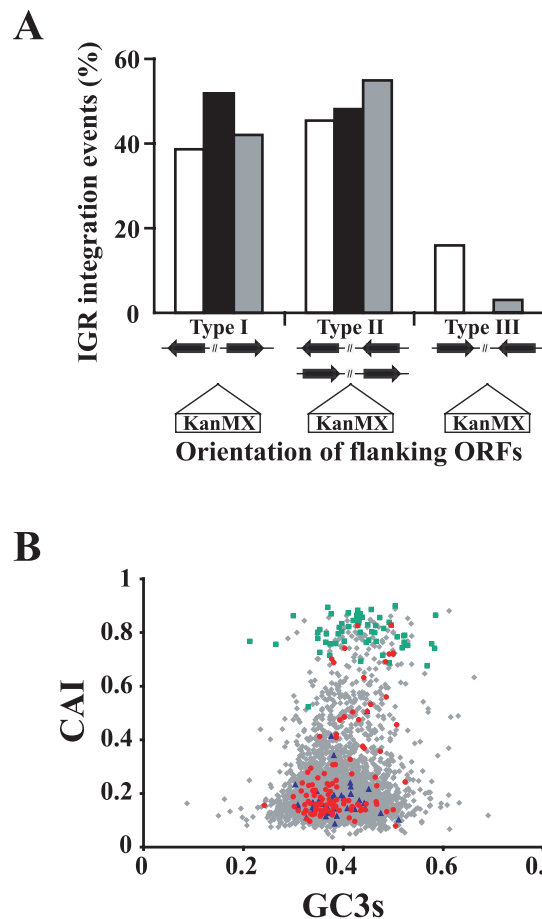 A
IGR integration events (%)
60
40
20
0
Type I Type II Type III
KanMX KanMX KanMX
Orientation of flanking ORFs
B
CAI
1
0.8
0.6
0.4
0.2
0
0 0.2 0.4 0.6
GC3s